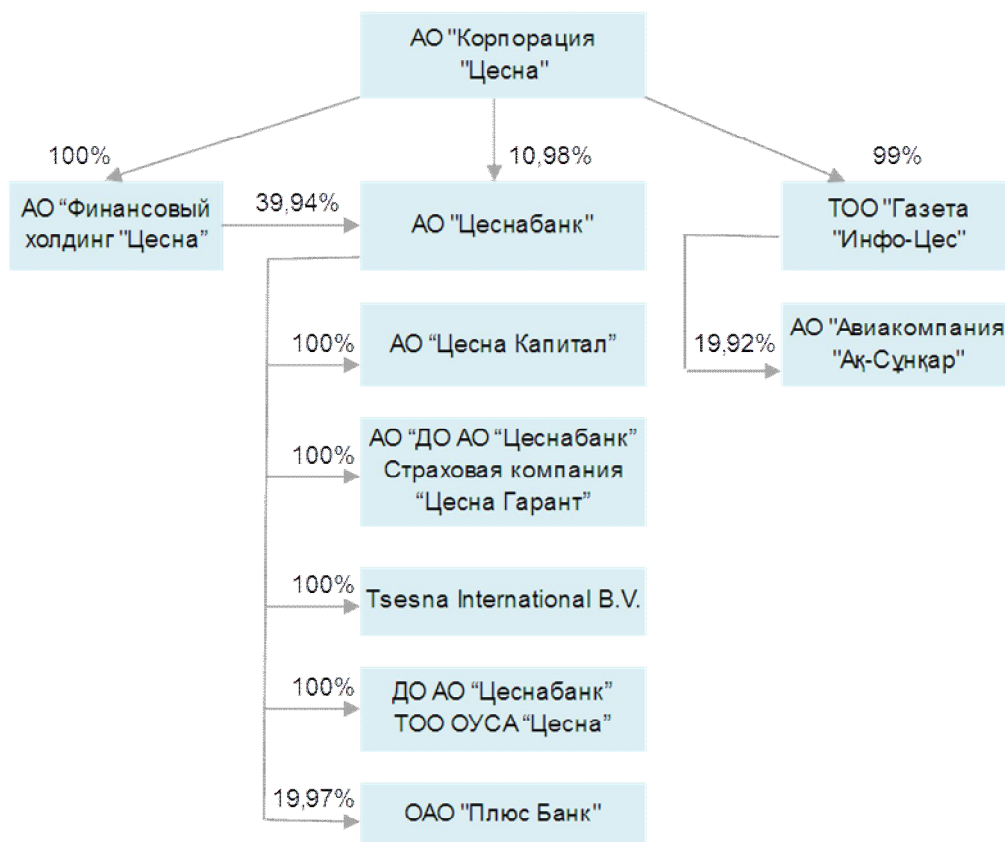 АО "Корпорация
"Цесна"
100%
10,98%
99%
АО “Финансовый
холдинг "Цесна”
39,94%
АО "Цеснабанк"
ТОО "Газета
"Инфо-Цес"
100%
АО “Цесна Капитал”
19,92%
АО "Авиакомпания
"Ақ-Сұңқар"
100%
АО “ДО АО “Цеснабанк”
Страховая компания
“Цесна Гарант”
100%
Tsesna International B.V.
100%
ДО АО “Цеснабанк”
ТОО ОУСА “Цесна”
19,97%
ОАО "Плюс Банк"